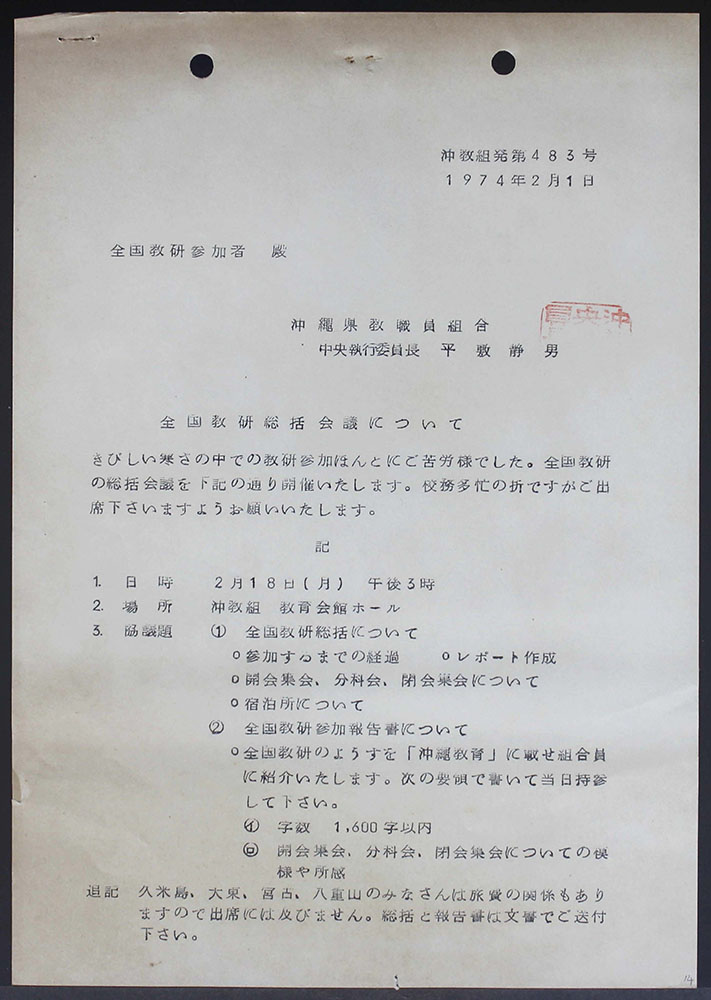 沖教組発第483号
1974年2月1日
全国教研参加者 殿
沖縄県教職員組合
中央執行委員長 平敷静男
全国教研総括会議について
きびしい寒さの中での教研参加ほんとにご苦労様でした。全国教研
の総括会議を下記の通り開催いたします。校務多忙の折ですがご出
席下さいますようお願いいたします。
記
1. 日時 2月18日(月) 午後3時
2. 場所 沖教組 教育会館ホール
3. 協議題 ① 全国教研総括について
○参加するまでの経過 ○レポート作成
○開会集会、分科会、閉会集会について
○宿泊所について
② 全国教研参加報告書について
○全国教研のようすを「沖縄教育」に載せ組合員
に紹介いたします。次の要領で書いて当日持参
して下さい。
㋑ 字数 1,600字以内
㋺ 開会集会、分科会、閉会集会についての模
様や所感
追記 久米島、大東、宮古、八重山のみなさんは旅費の関係もあり
ますので出席には及びません。総括と報告書は文書でご送付
下さい。
14